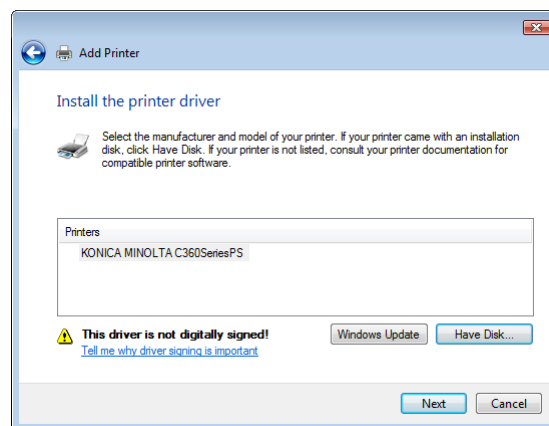 Add Printer
Install the printer driver
Select the manufacturer and model of your printer. If your printer came with an installation
disk, click Have Disk. If your printer is not listed, consult your printer documentation for
compatible printer software.
Printers
KONICA MINOLTA C360SeriesPS
This driver is not digitally signed!
Windows Update
Have Disk...
Tell me why driver signing is important
Next
Cancel